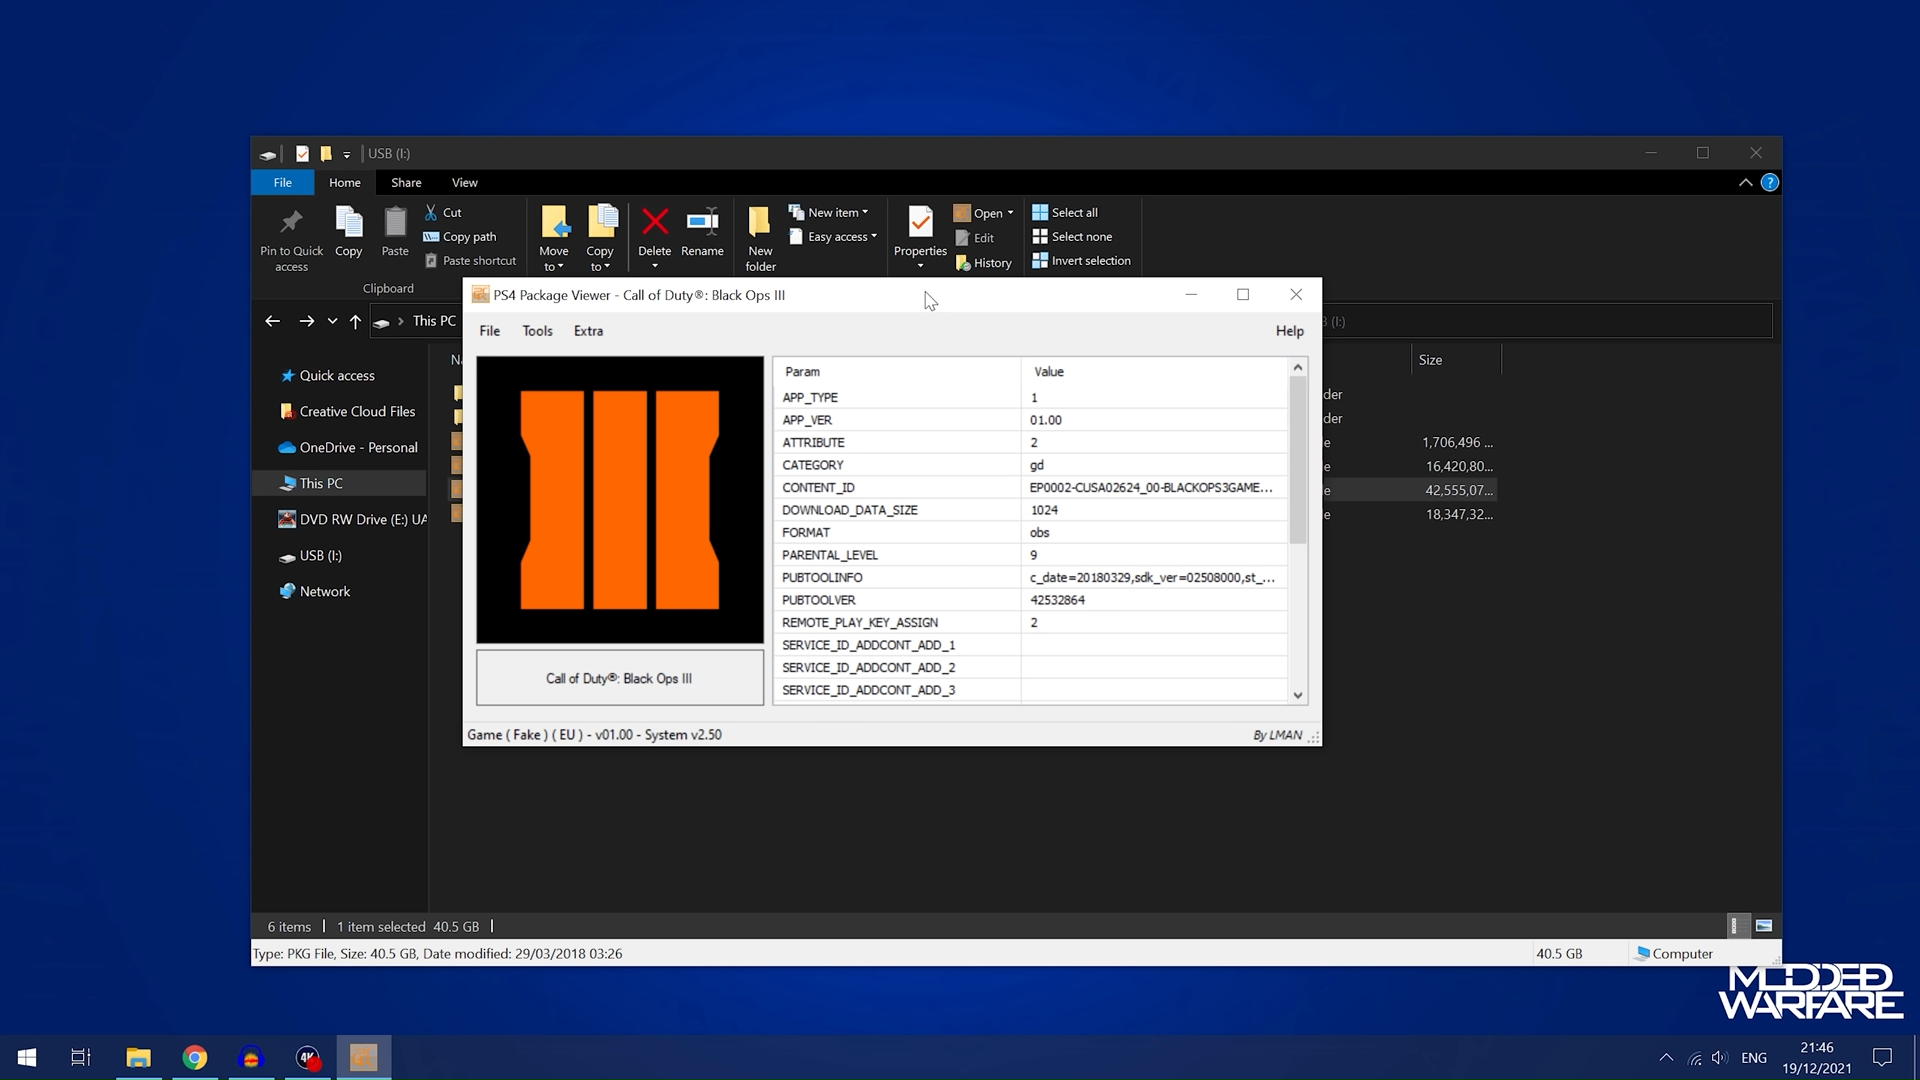 USB (I:)
File Home Share View
Pin to Quick access
Copy
Paste
Cut
Copy path
Paste shortcut
Clipboard
Move to
Copy to
Delete
Rename
New folder
New item
Easy access
Properties
Open
Edit
History
Select all
Select none
Invert selection
This PC
Size
Quick access
Creative Cloud Files
OneDrive - Personal
This PC
DVD RW Drive (E:) UA
USB (I:)
Network
der
der
e 1,706,496 ...
e 16,420,80...
e 42,555,07...
e 18,347,32...
PS4 Package Viewer - Call of Duty®: Black Ops III
File Tools Extra Help
Param Value
APP_TYPE 1
APP_VER 01.00
ATTRIBUTE 2
CATEGORY gd
CONTENT_ID EP0002-CUSA02624_00-BLACKOPS3GAME...
DOWNLOAD_DATA_SIZE 1024
FORMAT obs
PARENTAL_LEVEL 9
PUBTOOLINFO c_date=20180329,sdk_ver=02508000,st_...
PUBTOOLVER 42532864
REMOTE_PLAY_KEY_ASSIGN 2
SERVICE_ID_ADDCONT_ADD_1
SERVICE_ID_ADDCONT_ADD_2
SERVICE_ID_ADDCONT_ADD_3
Call of Duty®: Black Ops III
Game ( Fake ) ( EU ) - v01.00 - System v2.50 By LMAN
6 items 1 item selected 40.5 GB
Type: PKG File, Size: 40.5 GB, Date modified: 29/03/2018 03:26 40.5 GB Computer
MODDED
WARFARE
4K
ENG
21:46
19/12/2021